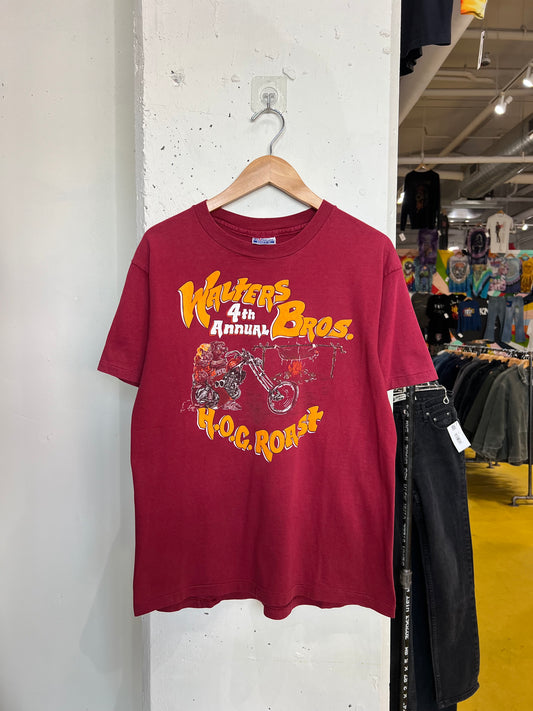 WALTERS
4th
ANNUAL
BROS.
H.O.G. ROAST